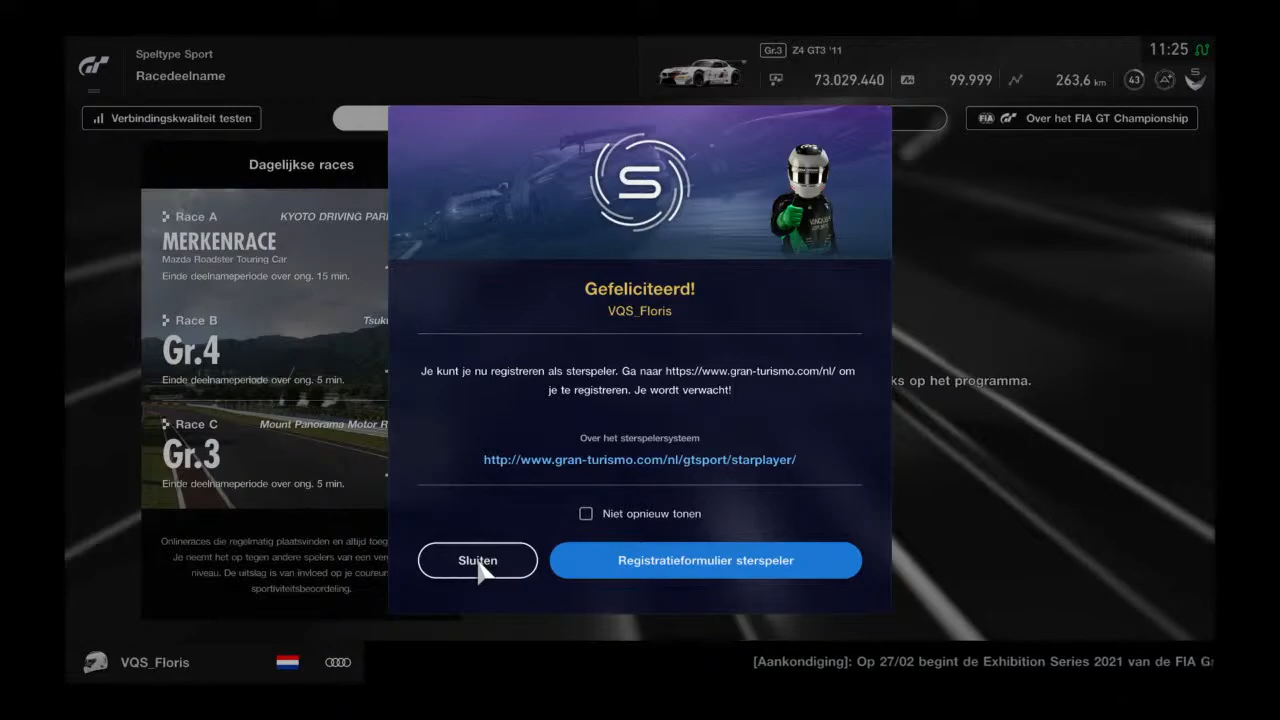 Speltype Sport
Racedeelname
Gr.3 Z4 GT3 '11
73.029.440
99.999
263,6 km
43
S
11:25
Verbindingskwaliteit testen
FIA GT Over het FIA GT Championship
Dagelijkse races
Race A KYOTO DRIVING PAR
MERKENRACE
Mazda Roadster Touring Car
Einde deelnameperiode over ong. 15 min.
Race B Tsuk
Gr.4
Einde deelnameperiode over ong. 5 min.
Race C Mount Panorama Motor R
Gr.3
Einde deelnameperiode over ong. 5 min.
Onlineraces die regelmatig plaatsvinden en altijd toeg
Je neemt het op tegen andere spelers van een ver
niveau. De uitslag is van invloed op je coureu
sportiviteitsbeoordeling.
S
Gefeliciteerd!
VQS_Floris
Je kunt je nu registreren als sterspeler. Ga naar https://www.gran-turismo.com/nl/ om
je te registreren. Je wordt verwacht!
Over het sterspelersysteem
http://www.gran-turismo.com/nl/gtsport/starplayer/
Niet opnieuw tonen
Sluiten
Registratieformulier sterspeler
ks op het programma.
VQS_Floris
[Aankondiging]: Op 27/02 begint de Exhibition Series 2021 van de FIA G